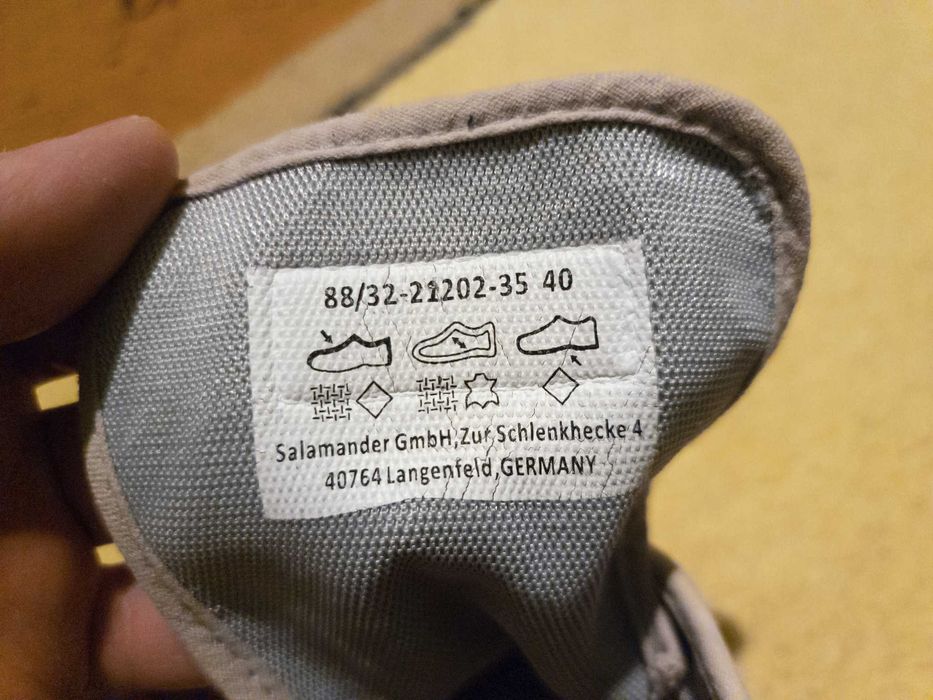 88/32-21202-35 40
Salamander GmbH,Zur Schlenkhecke 4
40764 Langenfeld,GERMANY